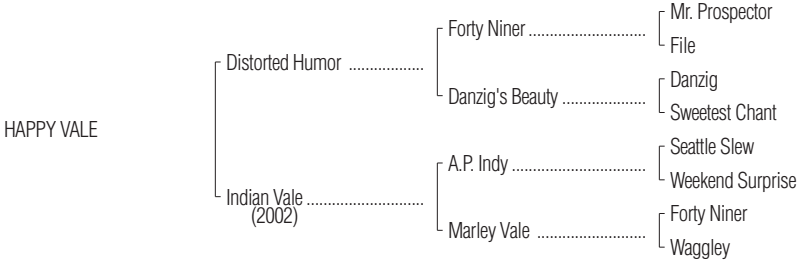 Mr. Prospector
Forty Niner ............................
File
Distorted Humor ..................
Danzig
Danzig's Beauty ....................
Sweetest Chant
HAPPY VALE
Seattle Slew
A.P. Indy ................................
Weekend Surprise
Indian Vale ............................
(2002)
Forty Niner
Marley Vale ..........................
Waggley